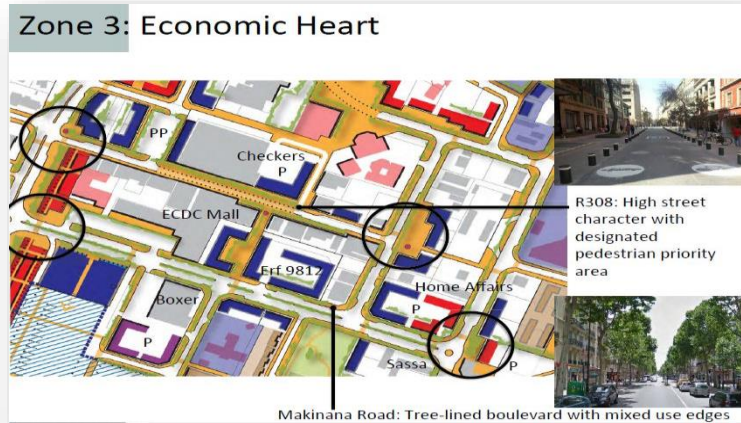 Zone 3: Economic Heart
PP
Checkers
P
ECDC Mall
R308: High street
character with
designated
pedestrian priority
area
Erf 9812
Home Affairs
Boxer
P
P
Sassa
P
Makinana Road: Tree-lined boulevard with mixed use edges